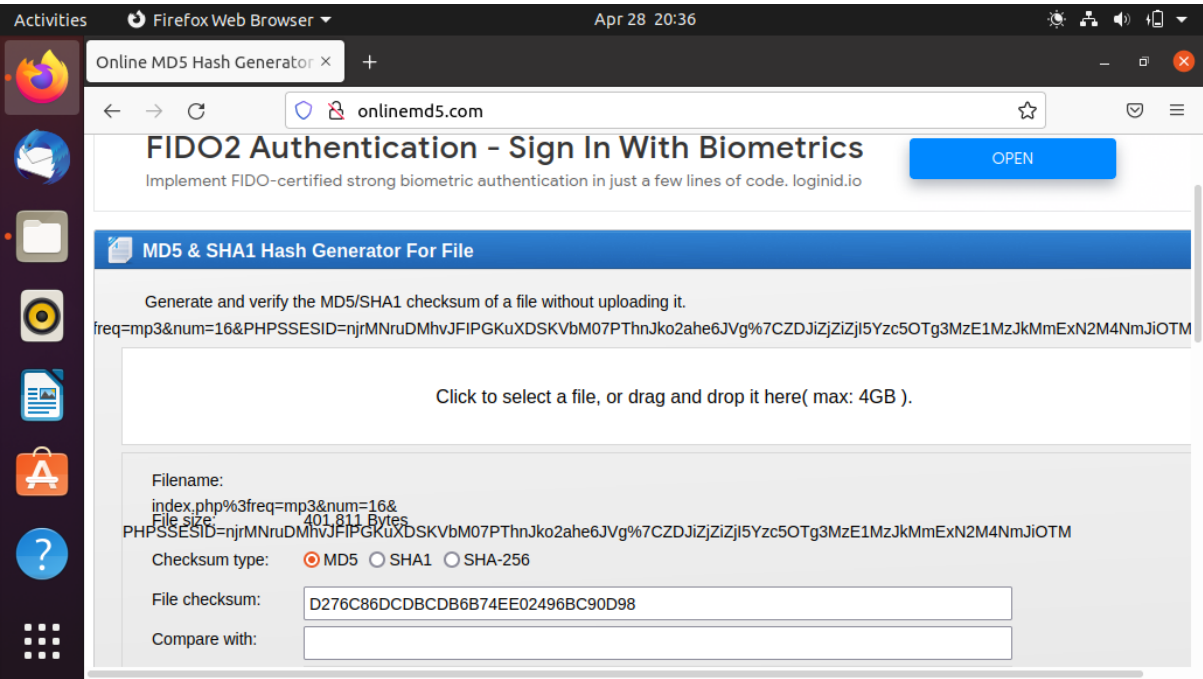 Activities Firefox Web Browser Apr 28 20:36
Online MD5 Hash Generator
onlinemd5.com
FIDO2 Authentication - Sign In With Biometrics
OPEN
Implement FIDO-certified strong biometric authentication in just a few lines of code. loginid.io
MD5 & SHA1 Hash Generator For File
Generate and verify the MD5/SHA1 checksum of a file without uploading it.
freq=mp3&num=16&PHPSSESID=njrMNruDMhvJFIPGKuXDSKVbM07PThnJko2ahe6JVg%7CZDJiZjZiZjI5Yzc5OTg3MzE1MzJkMmExN2M4NmJiOTM
Click to select a file, or drag and drop it here( max: 4GB ).
Filename:
index.php%3freq=mp3&num=16&
File size: 401,811 Bytes
PHPSSESID=njrMNruDMhvJFIPGKuXDSKVbM07PThnJko2ahe6JVg%7CZDJiZjZiZjI5Yzc5OTg3MzE1MzJkMmExN2M4NmJiOTM
Checksum type: MD5 SHA1 SHA-256
File checksum: D276C86DCDBCDB6B74EE02496BC90D98
Compare with: